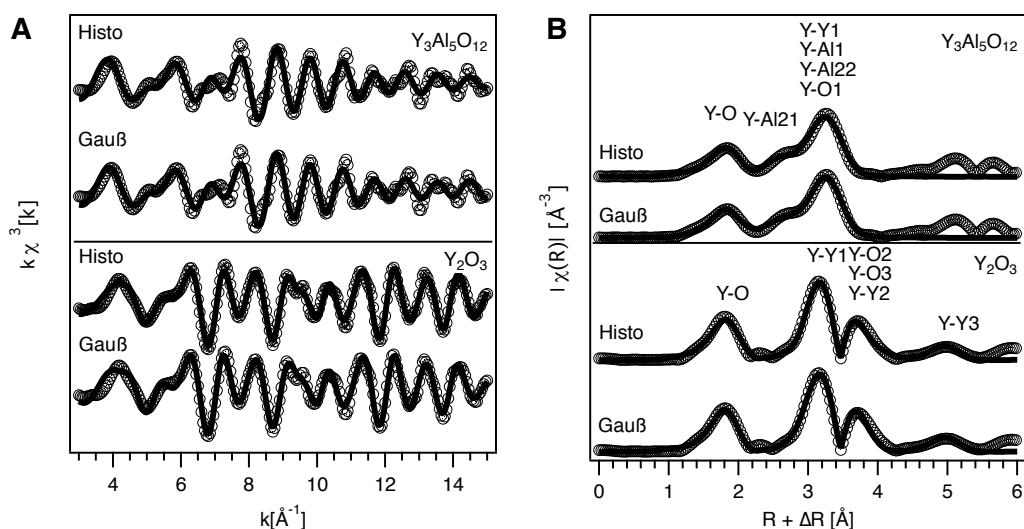 A
Histo
Y₃Al₅O₁₂
Gauß
Histo
Y₂O₃
Gauß
k χ ³ [k]
4 6 8 10 12 14
k[Å⁻¹]
B
Y-Y1
Y-Al1
Y-Al22
Y-O1
Y₃Al₅O₁₂
Y-O
Y-Al21
Histo
Gauß
Y-Y1 Y-O2
Y-O3
Y-Y2
Y₂O₃
Y-O
Y-Y3
Histo
Gauß
| χ(R)| [Å⁻³]
0 1 2 3 4 5 6
R + ΔR [Å]